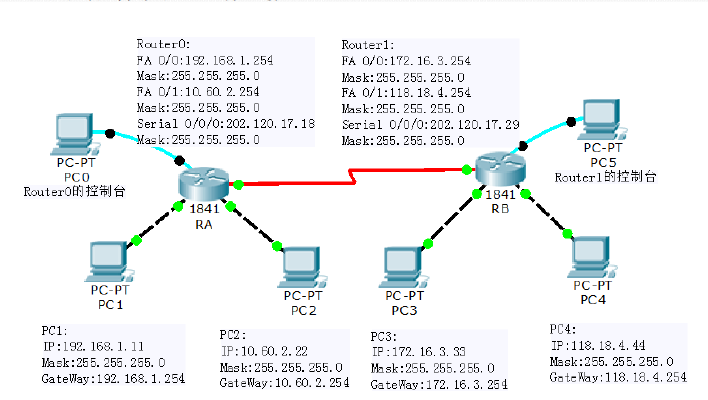 Router0:
FA 0/0:192.168.1.254
Mask:255.255.255.0
FA 0/1:10.60.2.254
Mask:255.255.255.0
Serial 0/0/0:202.120.17.18
Mask:255.255.255.0
Router1:
FA 0/0:172.16.3.254
Mask:255.255.255.0
FA 0/1:118.18.4.254
Mask:255.255.255.0
Serial 0/0/0:202.120.17.29
Mask:255.255.255.0
PC-PT
PC0
Router0的控制台
PC-PT
PC5
Router1的控制台
1841
RA
1841
RB
PC-PT
PC1
PC-PT
PC2
PC-PT
PC3
PC-PT
PC4
PC1:
IP:192.168.1.11
Mask:255.255.255.0
GateWay:192.168.1.254
PC2:
IP:10.60.2.22
Mask:255.255.255.0
GateWay:10.60.2.254
PC3:
IP:172.16.3.33
Mask:255.255.255.0
GateWay:172.16.3.254
PC4:
IP:118.18.4.44
Mask:255.255.255.0
GateWay:118.18.4.254